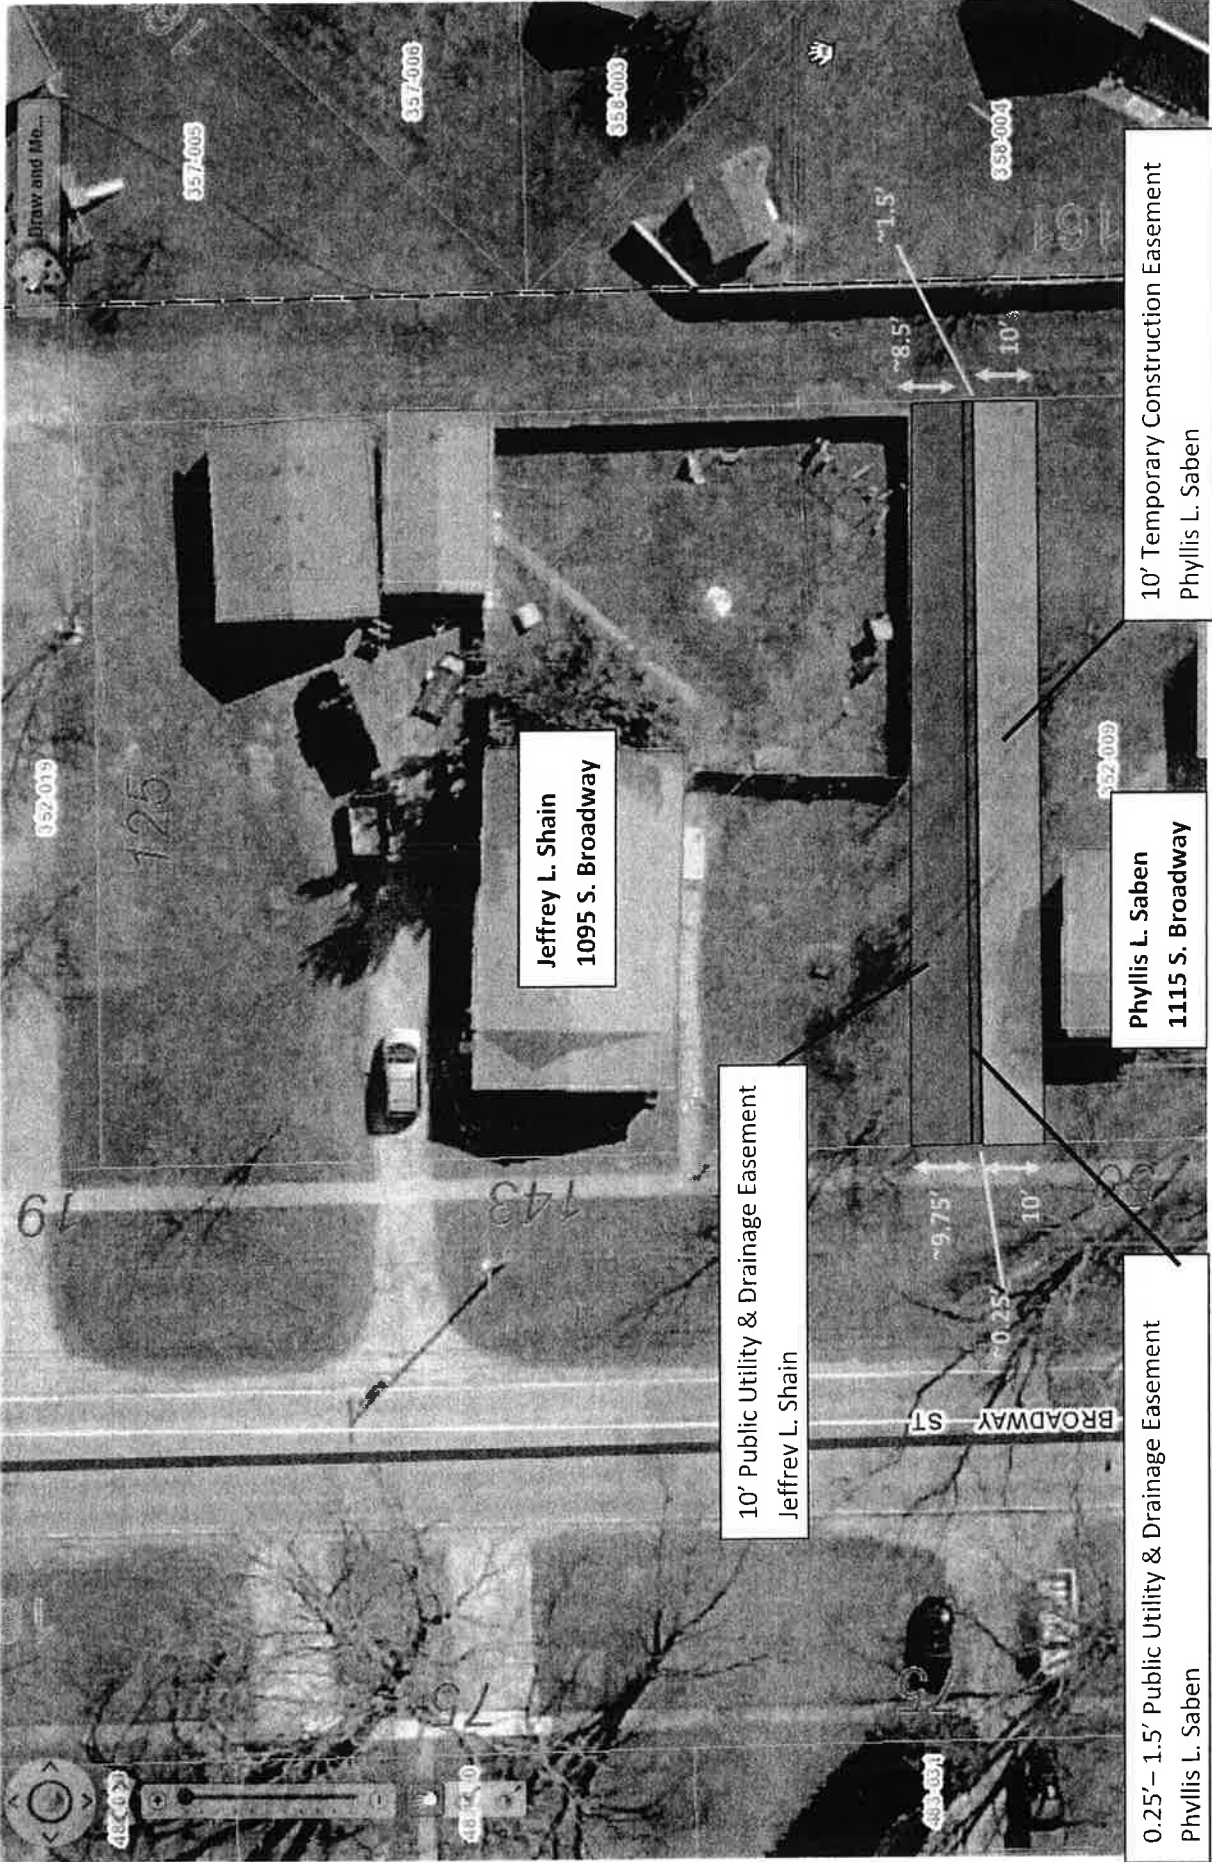 Draw and Me...
357-005
357-006
358-003
358-004
352-019
125
19
143
161
Jeffrey L. Shain
1095 S. Broadway
~8.5'
~1.5'
10'
10' Temporary Construction Easement
Phyllis L. Saben
352-009
Phyllis L. Saben
1115 S. Broadway
10' Public Utility & Drainage Easement
Jeffrey L. Shain
~9.75'
10'
~0.25'
BROADWAY ST
75
0.25'– 1.5' Public Utility & Drainage Easement
Phyllis L. Saben